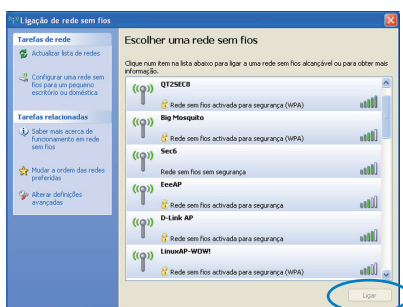 Ligação de rede sem fios
Tarefas de rede
Actualizar lista de redes
Configurar uma rede sem
fios para um pequeno
escritório ou doméstica
Tarefas relacionadas
Saber mais acerca de
funcionamento em rede
sem fios
Mudar a ordem das redes
preferidas
Alterar definições
avançadas
Escolher uma rede sem fios
Clique num item na lista abaixo para ligar a uma rede sem fios alcançável ou para obter mais
informação.
QT2SEC8
Rede sem fios activada para segurança (WPA)
Big Mosquito
Rede sem fios activada para segurança (WPA)
Sec6
Rede sem fios sem segurança
EeeAP
Rede sem fios activada para segurança (WPA)
D-Link AP
Rede sem fios activada para segurança (WPA)
LinuxAP-WOW!
Rede sem fios activada para segurança (WPA)
Ligar